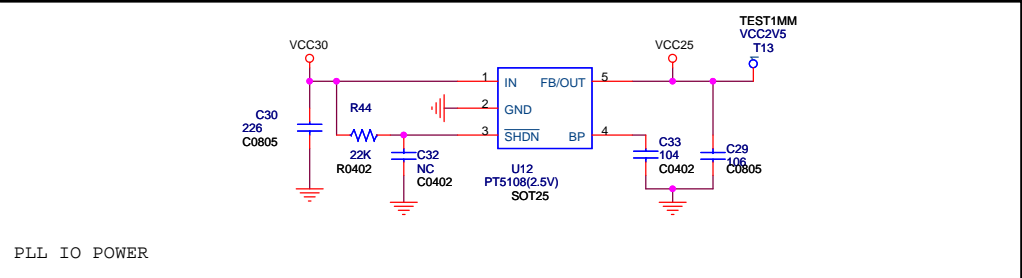 TEST1MM
VCC2V5
T13
VCC30
VCC25
1
IN
FB/OUT
5
2
GND
3
SHDN
BP
4
C30
226
C0805
R44
22K
R0402
C32
NC
C0402
U12
PT5108(2.5V)
SOT25
C33
104
C0402
C29
106
C0805
PLL IO POWER